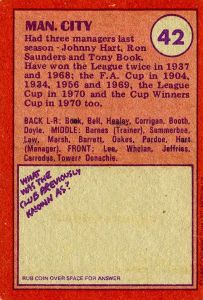 MAN. CITY
42
Had three managers last
season - Johnny Hart, Ron
Saunders and Tony Book.
Have won the League twice in 1937
and 1968; the F.A. Cup in 1904,
1934, 1956 and 1969, the League
Cup in 1970 and the Cup Winners
Cup in 1970 too.
BACK L-R: Book, Bell, Healey, Corrigan, Booth,
Doyle. MIDDLE: Barnes (Trainer), Summerbee,
Law, Marsh, Barrett, Oakes, Pardoe, Hart
(Manager). FRONT: Lee, Whelan, Jeffries,
Carrodus, Towers, Donachie.
WHAT
WAS THE
CLUB PREVIOUSLY
KNOWN AS?
RUB COIN OVER SPACE FOR ANSWER